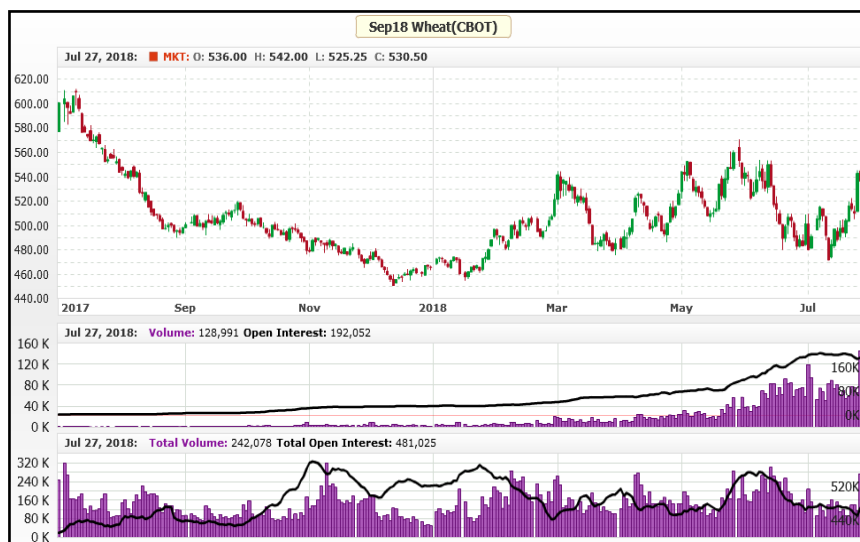 Sep18 Wheat(CBOT)
Jul 27, 2018: MKT: O: 536.00 H: 542.00 L: 525.25 C: 530.50
620.00
600.00
580.00
560.00
540.00
520.00
500.00
480.00
460.00
440.00
2017 Sep Nov 2018 Mar May Jul
Jul 27, 2018: Volume: 128,991 Open Interest: 192,052
160 K
120 K
80 K
40 K
0 K
160K
80K
0K
Jul 27, 2018: Total Volume: 242,078 Total Open Interest: 481,025
320 K
240 K
160 K
80 K
0 K
520K
440K